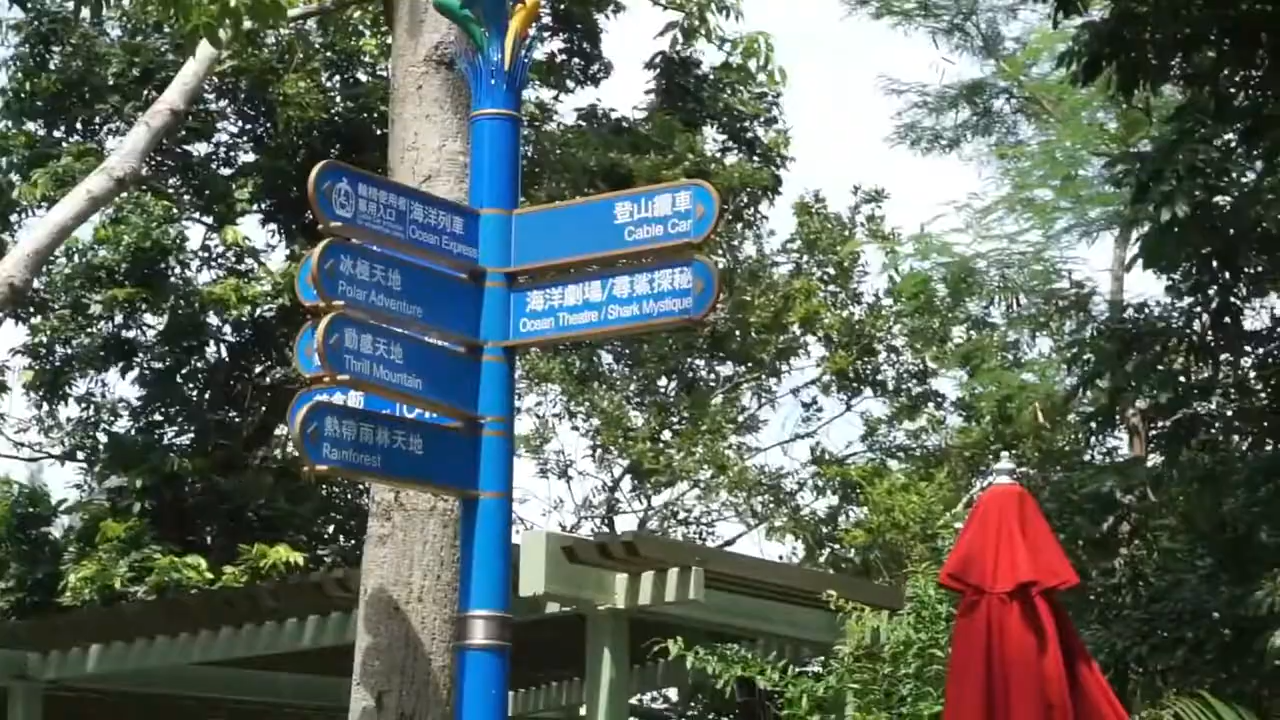 輪椅使用者
專用入口
海洋列車
Ocean Express
登山纜車
Cable Car
冰極天地
Polar Adventure
海洋劇場/尋鯊探秘
Ocean Theatre / Shark Mystique
動感天地
Thrill Mountain
熱帶雨林天地
Rainforest